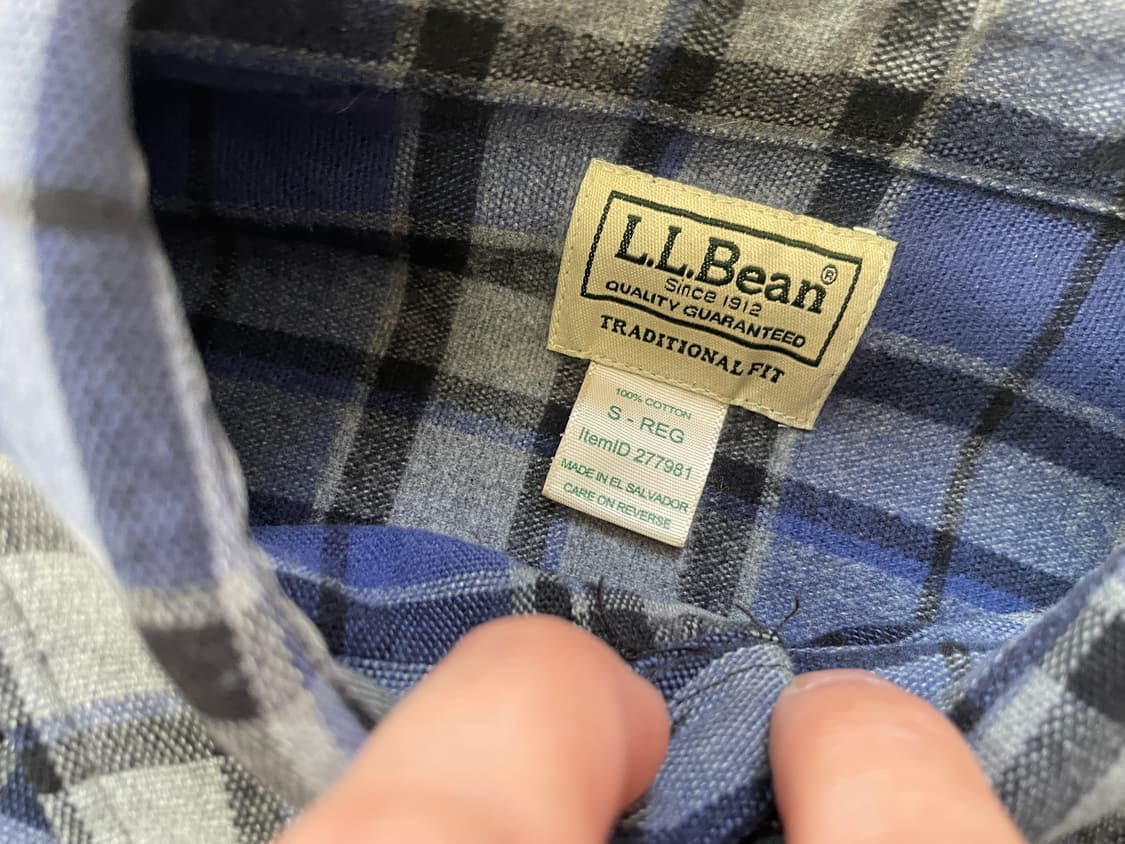 L.L.Bean®
Since 1912
QUALITY GUARANTEED
TRADITIONAL FIT
100% COTTON
S - REG
ItemID 277981
MADE IN EL SALVADOR
CARE ON REVERSE